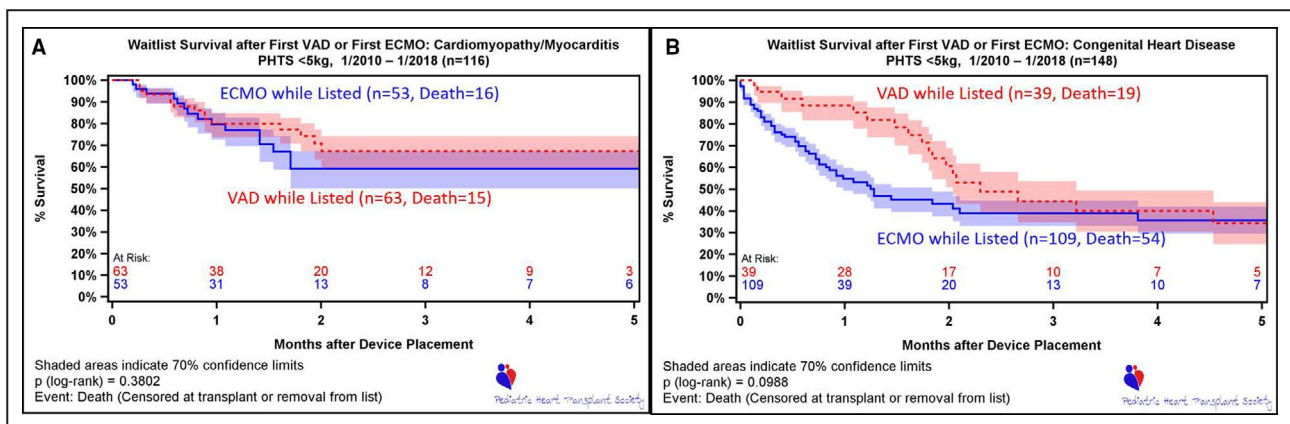 A
Waitlist Survival after First VAD or First ECMO: Cardiomyopathy/Myocarditis
PHTS <5kg, 1/2010 – 1/2018 (n=116)
100%
90%
80%
70%
60%
50%
40%
30%
20%
10%
0%
% Survival
ECMO while Listed (n=53, Death=16)
VAD while Listed (n=63, Death=15)
At Risk:
63 38 20 12 9 3
53 31 13 8 7 6
0 1 2 3 4 5
Months after Device Placement
Shaded areas indicate 70% confidence limits
p (log-rank) = 0.3802
Event: Death (Censored at transplant or removal from list)
Pediatric Heart Transplant Society
B
Waitlist Survival after First VAD or First ECMO: Congenital Heart Disease
PHTS <5kg, 1/2010 – 1/2018 (n=148)
100%
90%
80%
70%
60%
50%
40%
30%
20%
10%
0%
% Survival
VAD while Listed (n=39, Death=19)
ECMO while Listed (n=109, Death=54)
At Risk:
39 28 17 10 7 5
109 39 20 13 10 7
0 1 2 3 4 5
Months after Device Placement
Shaded areas indicate 70% confidence limits
p (log-rank) = 0.0988
Event: Death (Censored at transplant or removal from list)
Pediatric Heart Transplant Society